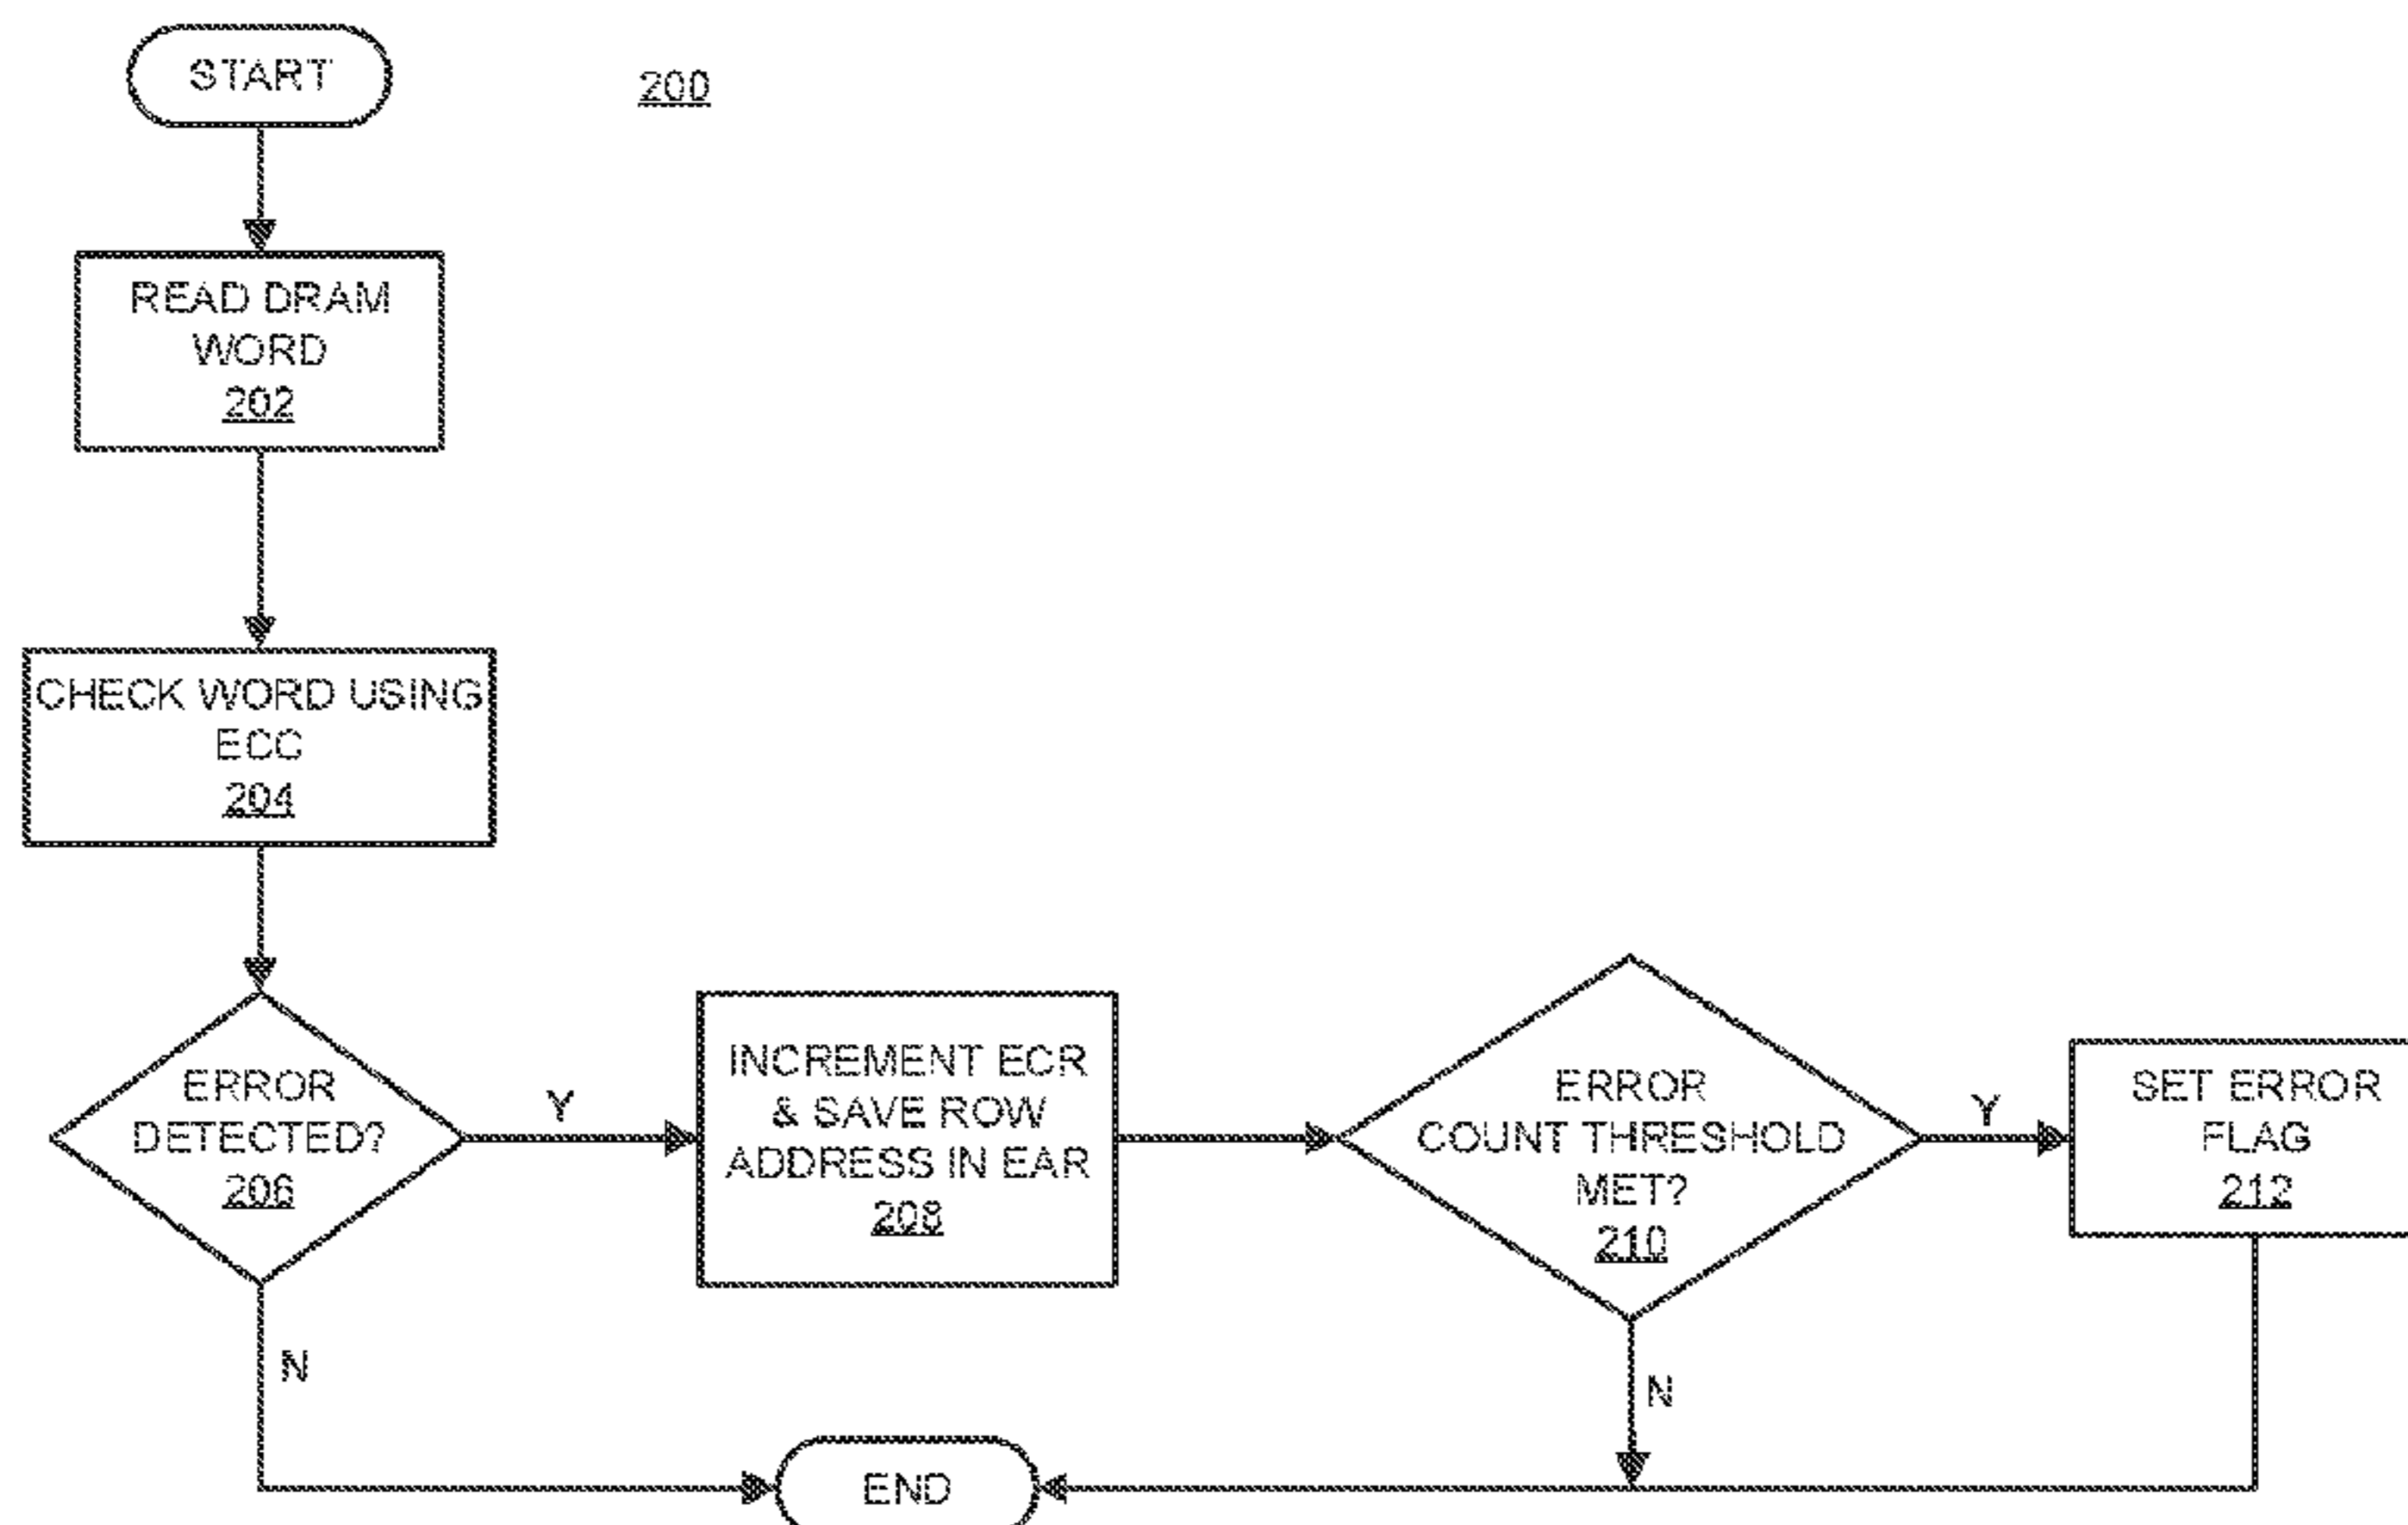 START
200
READ DRAM
WORD
202
CHECK WORD USING
ECC
204
ERROR
DETECTED?
206
Y
N
INCREMENT ECR
& SAVE ROW
ADDRESS IN EAR
208
ERROR
COUNT THRESHOLD
MET?
210
Y
N
SET ERROR
FLAG
212
END